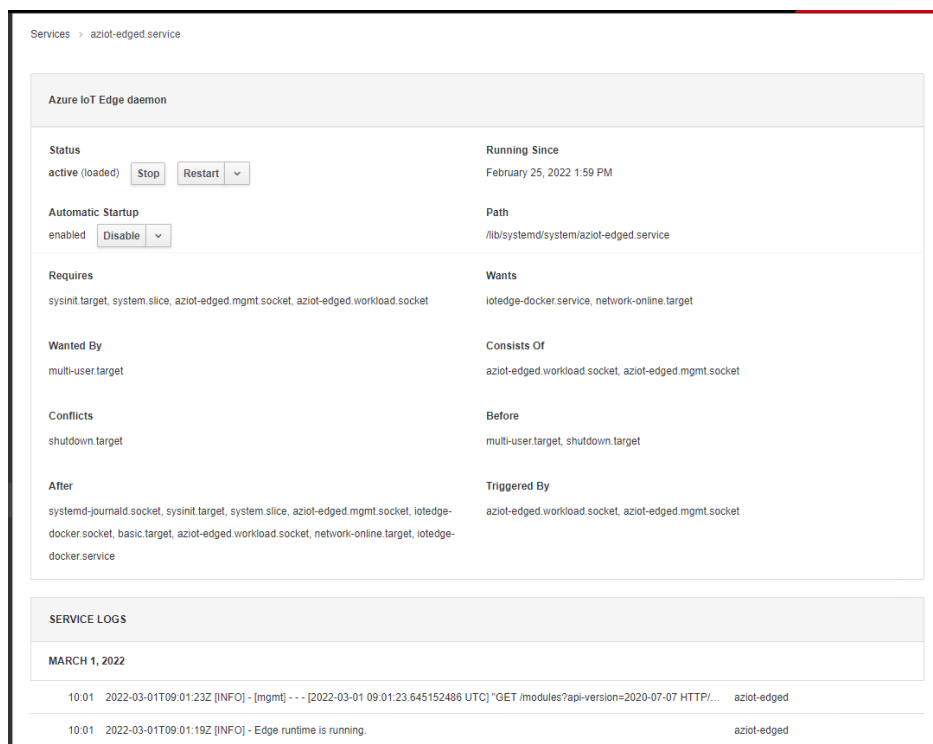 Services › aziot-edged.service
Azure IoT Edge daemon
Status
active (loaded) Stop Restart
Running Since
February 25, 2022 1:59 PM
Automatic Startup
enabled Disable
Path
/lib/systemd/system/aziot-edged.service
Requires
sysinit.target, system.slice, aziot-edged.mgmt.socket, aziot-edged.workload.socket
Wants
iotedge-docker.service, network-online.target
Wanted By
multi-user.target
Consists Of
aziot-edged.workload.socket, aziot-edged.mgmt.socket
Conflicts
shutdown.target
Before
multi-user.target, shutdown.target
After
systemd-journald.socket, sysinit.target, system.slice, aziot-edged.mgmt.socket, iotedge-
docker.socket, basic.target, aziot-edged.workload.socket, network-online.target, iotedge-
docker.service
Triggered By
aziot-edged.workload.socket, aziot-edged.mgmt.socket
SERVICE LOGS
MARCH 1, 2022
10:01 2022-03-01T09:01:23Z [INFO] - [mgmt] - - - [2022-03-01 09:01:23.645152486 UTC] "GET /modules?api-version=2020-07-07 HTTP/... aziot-edged
10:01 2022-03-01T09:01:19Z [INFO] - Edge runtime is running. aziot-edged